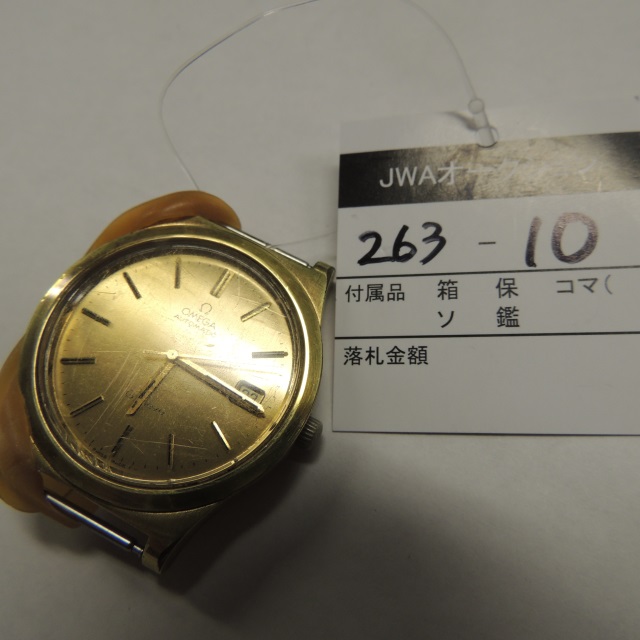 Ω
OMEGA
JWAオー
263 - 10
付属品 箱 保 コマ(
ソ 鑑
落札金額